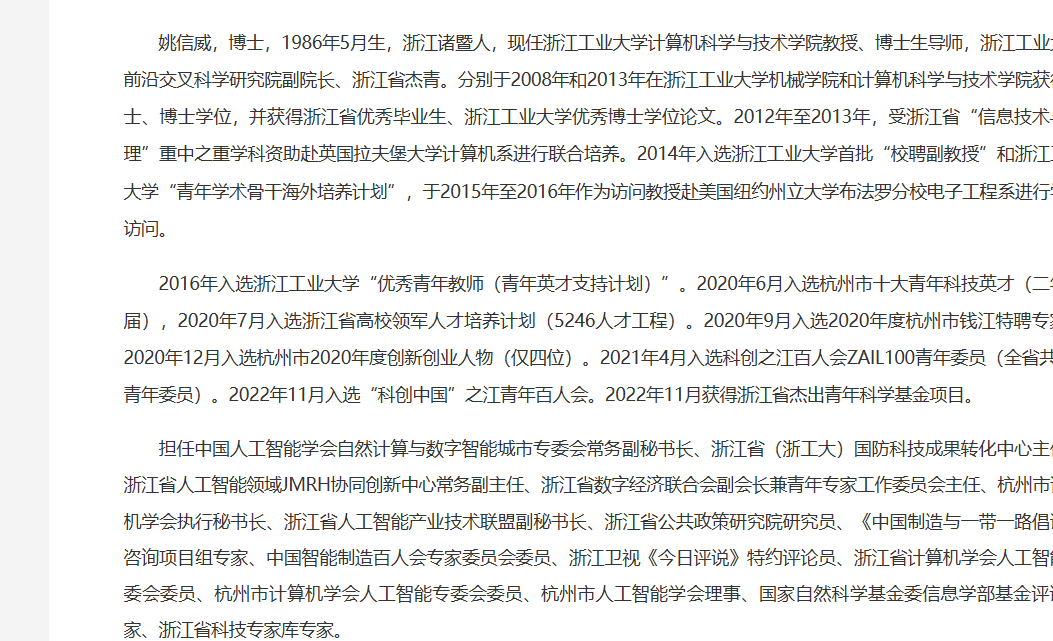 姚信威，博士，1986年5月生，浙江诸暨人，现任浙江工业大学计算机科学与技术学院教授、博士生导师，浙江工业
前沿交叉科学研究院副院长、浙江省杰青。分别于2008年和2013年在浙江工业大学机械学院和计算机科学与技术学院获
士、博士学位，并获得浙江省优秀毕业生、浙江工业大学优秀博士学位论文。2012年至2013年，受浙江省“信息技术
理”重中之重学科资助赴英国拉夫堡大学计算机系进行联合培养。2014年入选浙江工业大学首批“校聘副教授”和浙江
大学“青年学术骨干海外培养计划”，于2015年至2016年作为访问教授赴美国纽约州立大学布法罗分校电子工程系进行
访问。
2016年入选浙江工业大学“优秀青年教师（青年英才支持计划）”。2020年6月入选杭州市十大青年科技英才（二
届），2020年7月入选浙江省高校领军人才培养计划（5246人才工程）。2020年9月入选2020年度杭州市钱江特聘专
2020年12月入选杭州市2020年度创新创业人物（仅四位）。2021年4月入选科创之江百人会ZAIL100青年委员（全省共
青年委员）。2022年11月入选“科创中国”之江青年百人会。2022年11月获得浙江省杰出青年科学基金项目。
担任中国人工智能学会自然计算与数字智能城市专委会常务副秘书长、浙江省（浙工大）国防科技成果转化中心主
浙江省人工智能领域JMRH协同创新中心常务副主任、浙江省数字经济联合会副会长兼青年专家工作委员会主任、杭州市
机学会执行秘书长、浙江省人工智能产业技术联盟副秘书长、浙江省公共政策研究院研究员、《中国制造与一带一路倡
咨询项目组专家、中国智能制造百人会专家委员会委员、浙江卫视《今日评说》特约评论员、浙江省计算机学会人工智
委会委员、杭州市计算机学会人工智能专委会委员、杭州市人工智能学会理事、国家自然科学基金委信息学部基金评
家、浙江省科技专家库专家。